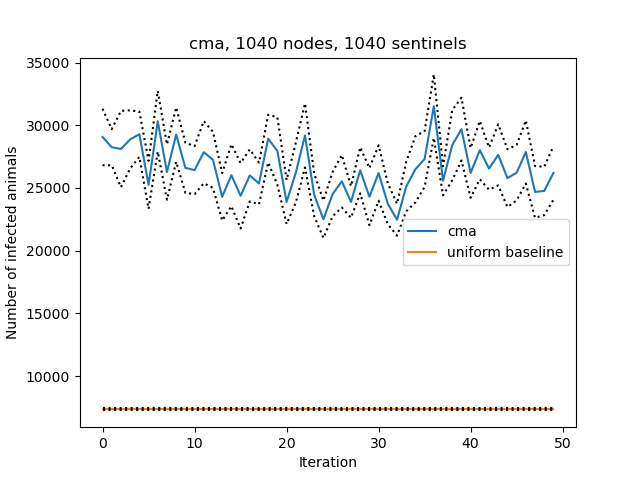 cma, 1040 nodes, 1040 sentinels
Number of infected animals
35000
30000
25000
20000
15000
10000
cma
uniform baseline
0
10
20
30
40
50
Iteration